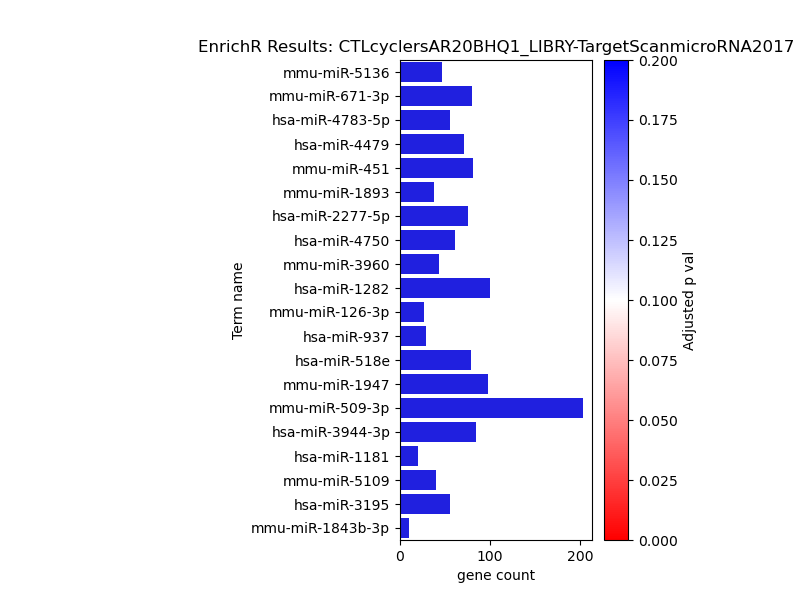 EnrichR Results: CTLcyclersAR20BHQ1_LIBRY-TargetScanmicroRNA2017
Term name
mmu-miR-5136
mmu-miR-671-3p
hsa-miR-4783-5p
hsa-miR-4479
mmu-miR-451
mmu-miR-1893
hsa-miR-2277-5p
hsa-miR-4750
mmu-miR-3960
hsa-miR-1282
mmu-miR-126-3p
hsa-miR-937
hsa-miR-518e
mmu-miR-1947
mmu-miR-509-3p
hsa-miR-3944-3p
hsa-miR-1181
mmu-miR-5109
hsa-miR-3195
mmu-miR-1843b-3p
0 100 200
gene count
0.200
0.175
0.150
0.125
0.100
0.075
0.050
0.025
0.000
Adjusted p val